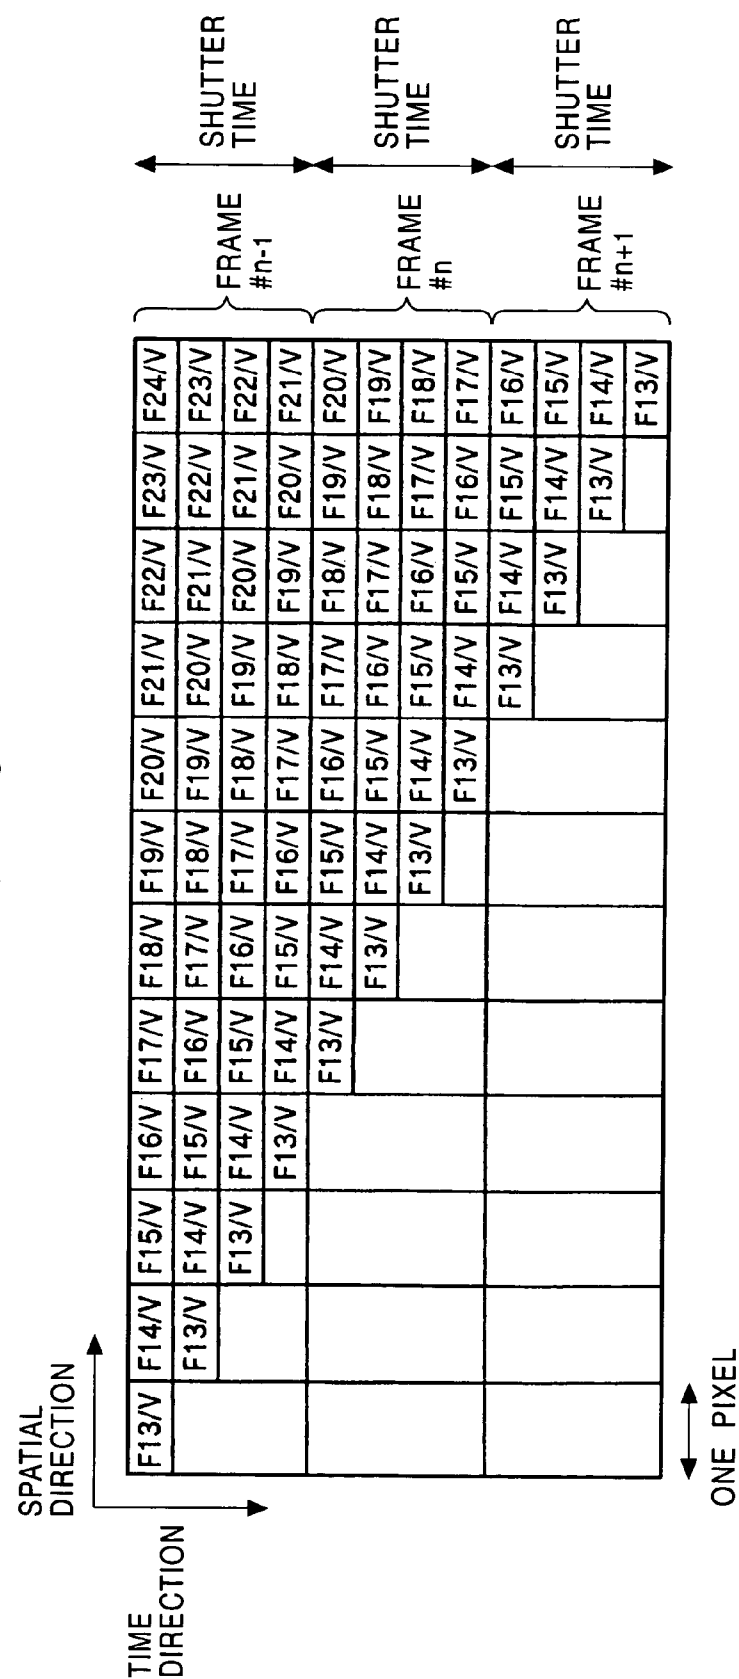 SPATIAL
DIRECTION
TIME
DIRECTION
F13/V F14/V F15/V F16/V F17/V F18/V F19/V F20/V F21/V F22/V F23/V F24/V
F13/V F14/V F15/V F16/V F17/V F18/V F19/V F20/V F21/V F22/V F23/V
F13/V F14/V F15/V F16/V F17/V F18/V F19/V F20/V F21/V F22/V
F13/V F14/V F15/V F16/V F17/V F18/V F19/V F20/V F21/V
F13/V F14/V F15/V F16/V F17/V F18/V F19/V F20/V
F13/V F14/V F15/V F16/V F17/V F18/V F19/V
F13/V F14/V F15/V F16/V F17/V F18/V
F13/V F14/V F15/V F16/V F17/V
F13/V F14/V F15/V F16/V
F13/V F14/V F15/V
F13/V F14/V
F13/V
FRAME
#n-1
SHUTTER
TIME
FRAME
#n
SHUTTER
TIME
FRAME
#n+1
SHUTTER
TIME
ONE PIXEL